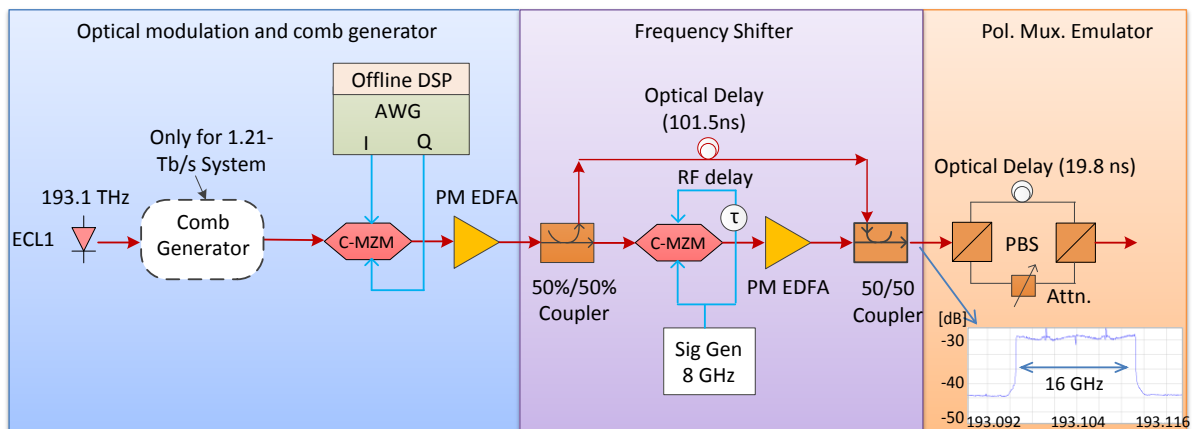 Optical modulation and comb generator
Frequency Shifter
Pol. Mux. Emulator
Offline DSP
AWG
I Q
Only for 1.21-
Tb/s System
193.1 THz
ECL1
Comb
Generator
C-MZM
PM EDFA
Optical Delay
(101.5ns)
RF delay
τ
C-MZM
50%/50%
Coupler
PM EDFA
50/50
Coupler
Sig Gen
8 GHz
Optical Delay (19.8 ns)
PBS
Attn.
[dB]
-30
-40
-50
16 GHz
193.092 193.104 193.116